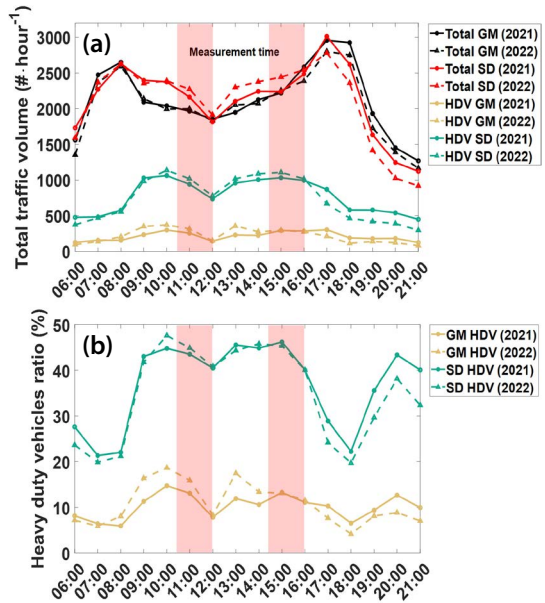 (a)
Measurement time
Total traffic volume (#·hour⁻¹)
3000
2500
2000
1500
1000
500
0
06:00
07:00
08:00
09:00
10:00
11:00
12:00
13:00
14:00
15:00
16:00
17:00
18:00
19:00
20:00
21:00
Total GM (2021)
Total GM (2022)
Total SD (2021)
Total SD (2022)
HDV GM (2021)
HDV GM (2022)
HDV SD (2021)
HDV SD (2022)
(b)
Heavy duty vehicles ratio (%)
50
40
30
20
10
0
06:00
07:00
08:00
09:00
10:00
11:00
12:00
13:00
14:00
15:00
16:00
17:00
18:00
19:00
20:00
21:00
GM HDV (2021)
GM HDV (2022)
SD HDV (2021)
SD HDV (2022)